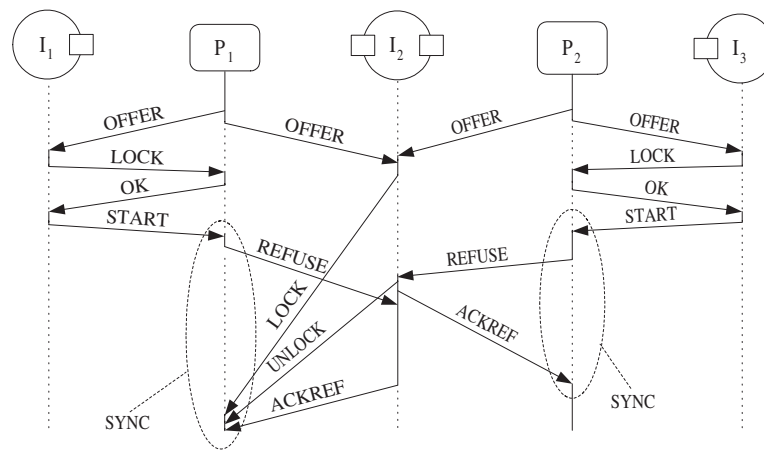 I1 P1 I2 P2 I3
OFFER OFFER OFFER OFFER
LOCK LOCK
OK OK
START START
REFUSE REFUSE
LOCK
UNLOCK ACKREF
ACKREF
SYNC SYNC